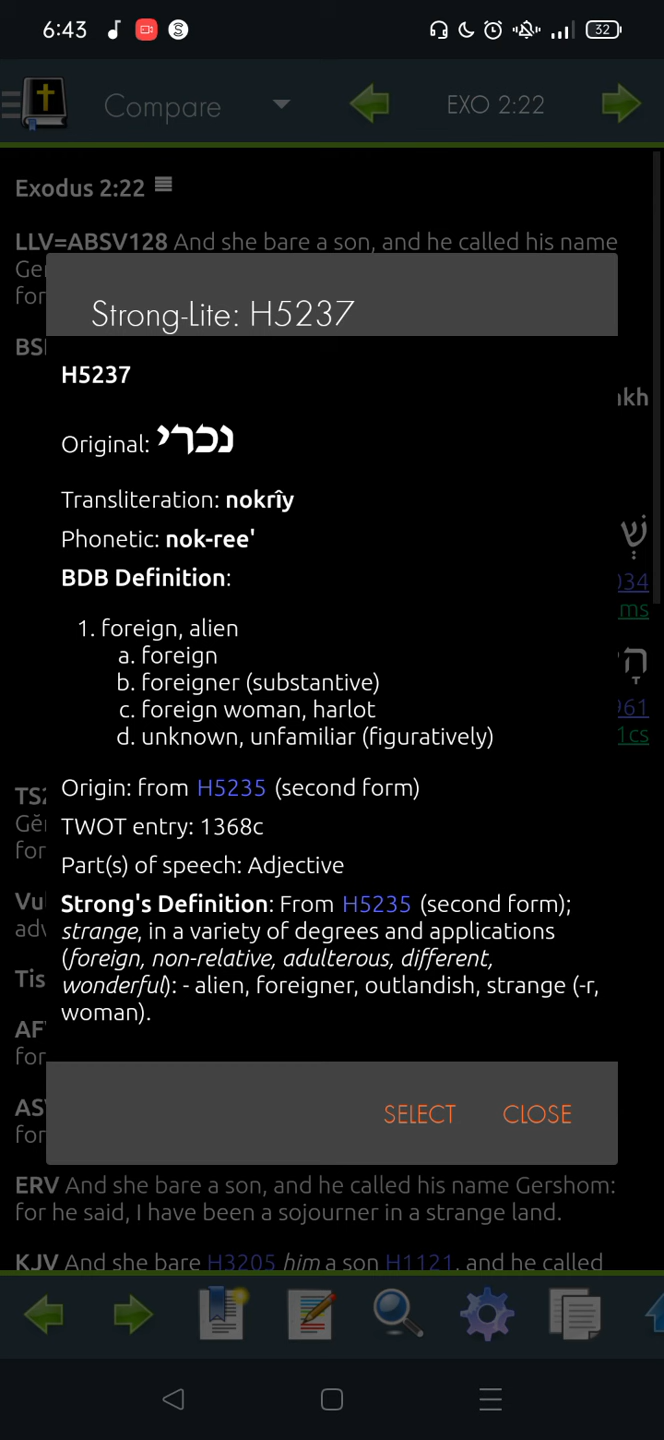 6:43
32
Compare
EXO 2:22
Exodus 2:22
LLV=ABSV128 And she bare a son, and he called his name
Ger
for
Strong-Lite: H5237
H5237
Original: נכרי
Transliteration: nokrîy
Phonetic: nok-ree'
BDB Definition:
1. foreign, alien
a. foreign
b. foreigner (substantive)
c. foreign woman, harlot
d. unknown, unfamiliar (figuratively)
Origin: from H5235 (second form)
TWOT entry: 1368c
Part(s) of speech: Adjective
Strong's Definition: From H5235 (second form);
strange, in a variety of degrees and applications
(foreign, non-relative, adulterous, different,
wonderful): - alien, foreigner, outlandish, strange (-r,
woman).
SELECT CLOSE
ERV And she bare a son, and he called his name Gershom:
for he said, I have been a sojourner in a strange land.
KJV And she bare H3205 him a son H1121, and he called